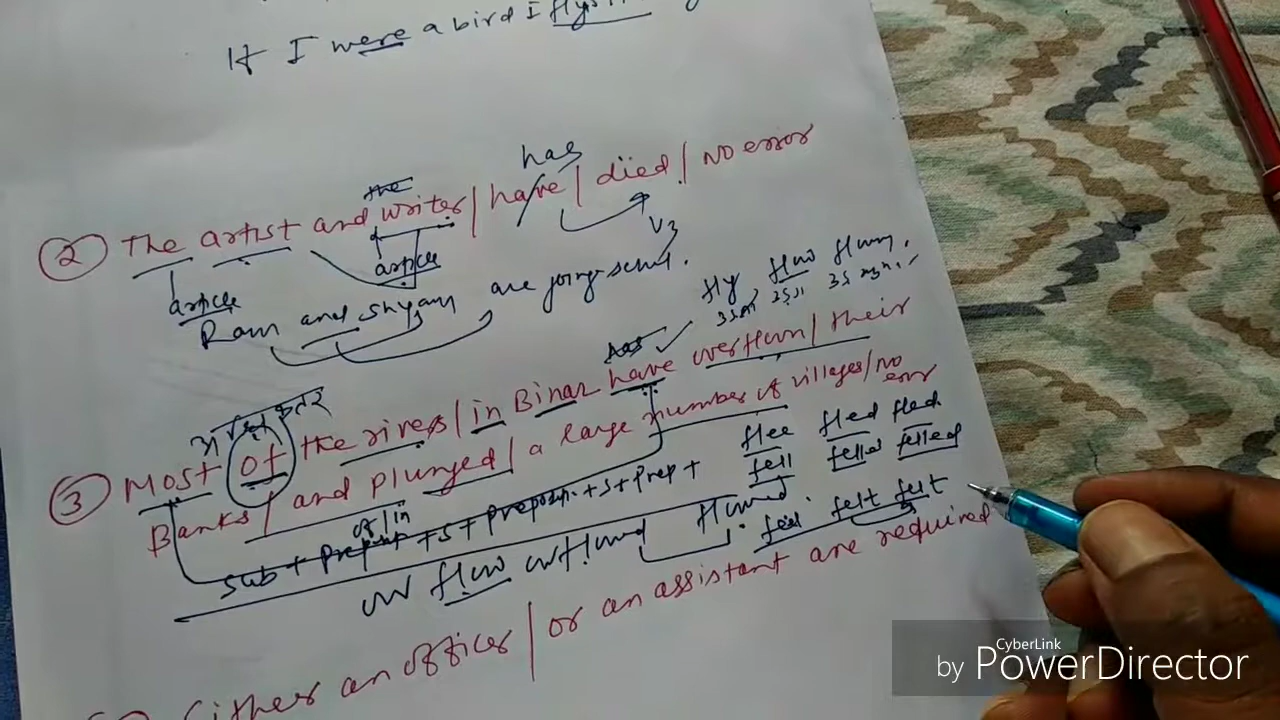 If I were a bird I flys
has
the
② The artist and writer / have / died / No error
article
article
V3
Ram and Shyam are going
fly flew flown
③ Most of the rivers / in Bihar have overflown / their
Banks / and plunged / a large number of villages / no error
of / in
Sub + prep + S + preposi + S + prep +
flee fled fled
fell felled felled
feel felt felt
flow overflowed flowed.
Either an officer / or an assistant are required
CyberLink
by PowerDirector